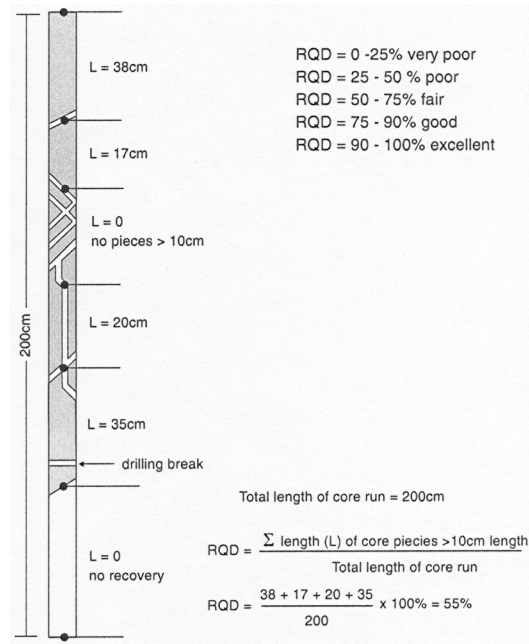 RQD = 0 -25% very poor
RQD = 25 - 50 % poor
RQD = 50 - 75% fair
RQD = 75 - 90% good
RQD = 90 - 100% excellent
L = 38cm
L = 17cm
L = 0
no pieces > 10cm
200cm
L = 20cm
L = 35cm
drilling break
L = 0
no recovery
Total length of core run = 200cm
RQD = Σ length (L) of core piecies >10cm length
Total length of core run
RQD = 38 + 17 + 20 + 35 x 100% = 55%
200